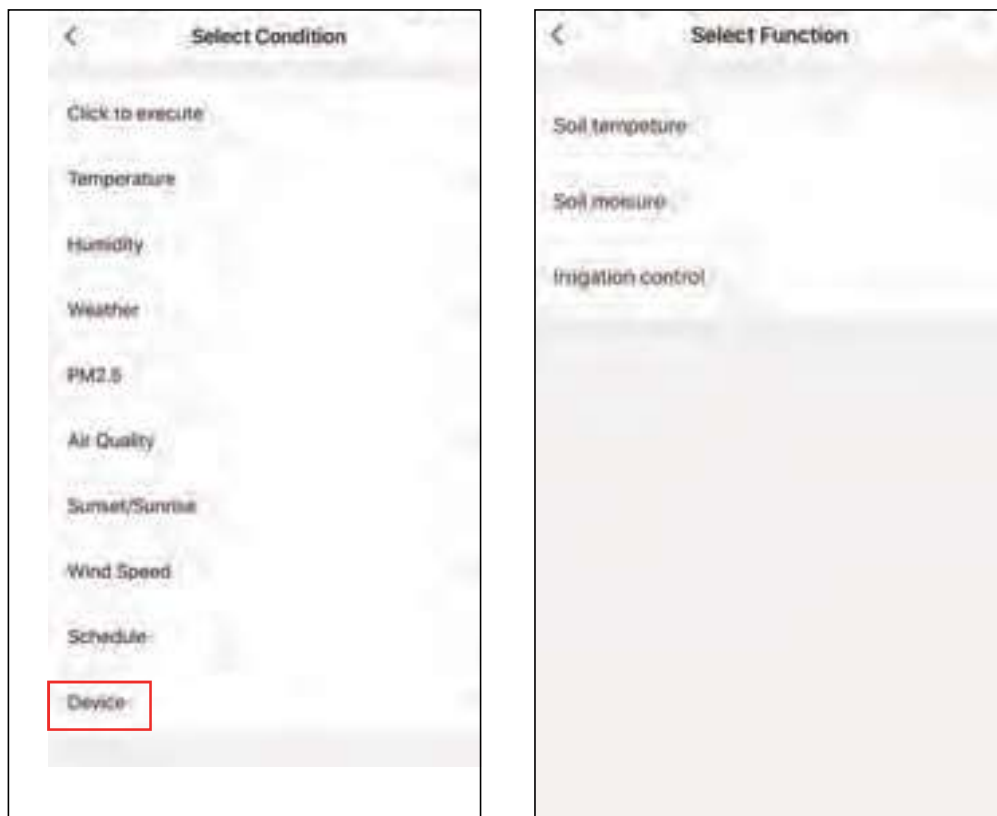 Select Condition
Click to execute
Temperature
Humidity
Weather
PM2.5
Air Quality
Sunset/Sunrise
Wind Speed
Schedule
Device
Select Function
Soil tempeture
Soil moisure
Irrigation control